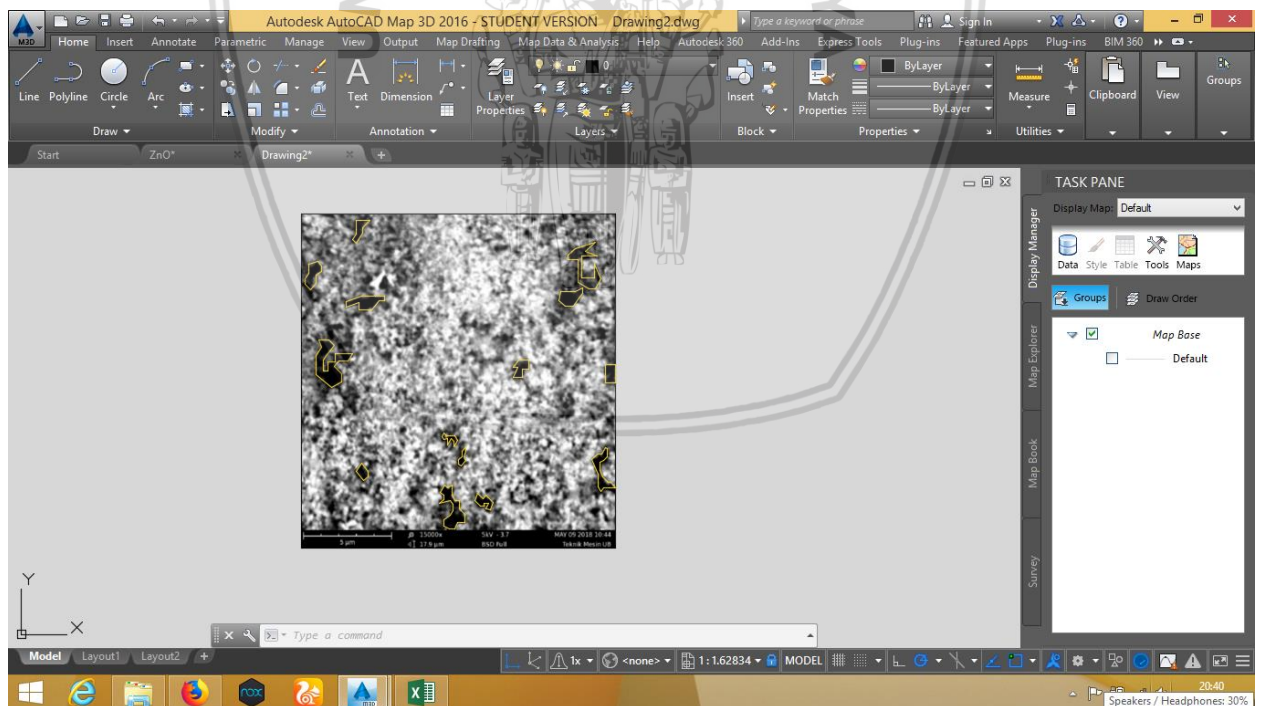 Autodesk AutoCAD Map 3D 2016 - STUDENT VERSION Drawing2.dwg
Type a keyword or phrase
Sign In
M3D
Home Insert Annotate Parametric Manage View Output Map Drafting Map Data & Analysis Help Autodesk 360 Add-Ins Express Tools Plug-ins Featured Apps Plug-ins BIM 360
Line Polyline Circle Arc
Text Dimension
Layer Properties
0
Insert
Match Properties
ByLayer
ByLayer
ByLayer
Measure
Clipboard
View
Groups
Draw
Modify
Annotation
Layers
Block
Properties
Utilities
Start
ZnO*
Drawing2*
TASK PANE
Display Map: Default
Data Style Table Tools Maps
Groups
Draw Order
Map Base
Default
Display Manager
Map Explorer
Map Book
Survey
5 µm
15000x
17.9 µm
5kV - 3.7
BSD Full
MAY 09 2018 10:44
Teknik Mesin UB
Y
X
Type a command
Model Layout1 Layout2 +
1x
<none>
1:1.62834
MODEL
nox
M3D
20:40
Speakers / Headphones: 30%